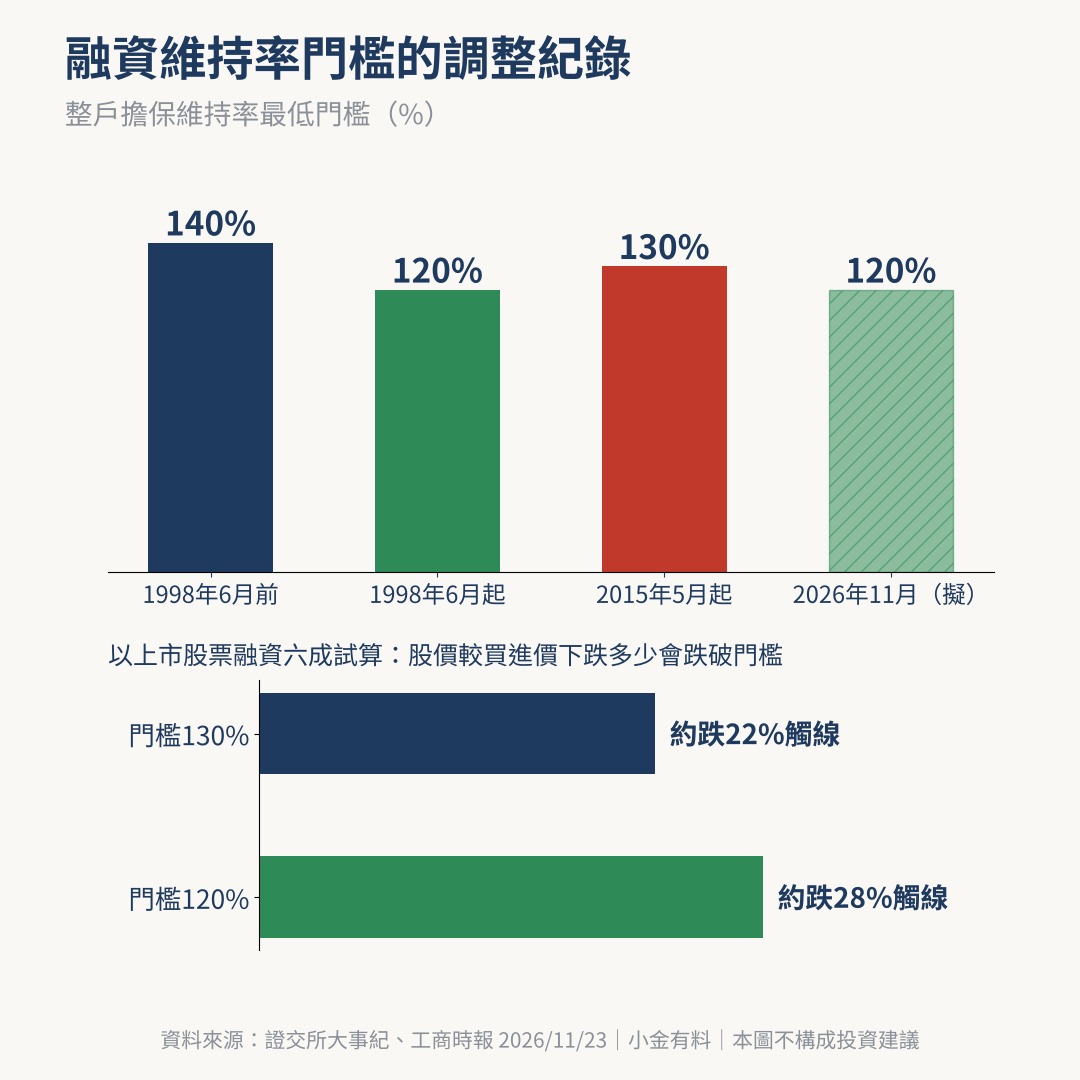 融資維持率門檻的調整紀錄
整戶擔保維持率最低門檻（%）
140%
120%
130%
120%
1998年6月前
1998年6月起
2015年5月起
2026年11月（擬）
以上市股票融資六成試算：股價較買進價下跌多少會跌破門檻
門檻130%
約跌22%觸線
門檻120%
約跌28%觸線
資料來源：證交所大事紀、工商時報 2026/11/23｜小金有料｜本圖不構成投資建議